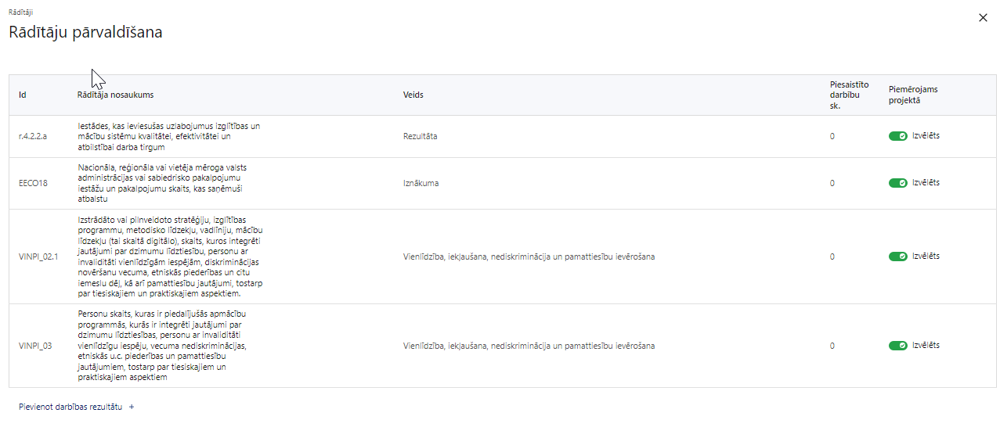 Rādītāji
Rādītāju pārvaldīšana
Id
Rādītāja nosaukums
Veids
Piesaistīto
darbību
sk.
Piemērojams
projektā
r.4.2.2.a
Iestādes, kas ieviesušas uzlabojumus izglītības un
mācību sistēmu kvalitātei, efektivitātei un
atbilstībai darba tirgum
Rezultāta
0
Izvēlēts
EECO18
Nacionāla, reģionāla vai vietēja mēroga valsts
administrācijas vai sabiedrisko pakalpojumu
iestāžu un pakalpojumu skaits, kas saņēmuši
atbalstu
Iznākuma
0
Izvēlēts
VINPI_02.1
Izstrādāto vai pilnveidoto stratēģiju, izglītības
programmu, metodisko līdzekļu, vadlīniju, mācību
līdzekļu (tai skaitā digitālo), skaits, kuros integrēti
jautājumi par dzimumu līdztiesību, personu ar
invaliditāti vienlīdzīgām iespējām, diskriminācijas
novēršanu vecuma, etniskās piederības un citu
iemeslu dēļ, kā arī pamattiesību jautājumi, tostarp
par tiesiskajiem un praktiskajiem aspektiem.
Vienlīdzība, iekļaušana, nediskriminācija un pamattiesību ievērošana
0
Izvēlēts
VINPI_03
Personu skaits, kuras ir piedalījušās apmācību
programmās, kurās ir integrēti jautājumi par
dzimumu līdztiesības, personu ar invaliditāti
vienlīdzīgu iespēju, vecuma nediskriminācijas,
etniskās u.c. piederības un pamattiesību
jautājumiem, tostarp par tiesiskajiem un
praktiskajiem aspektiem
Vienlīdzība, iekļaušana, nediskriminācija un pamattiesību ievērošana
0
Izvēlēts
Pievienot darbības rezultātu +